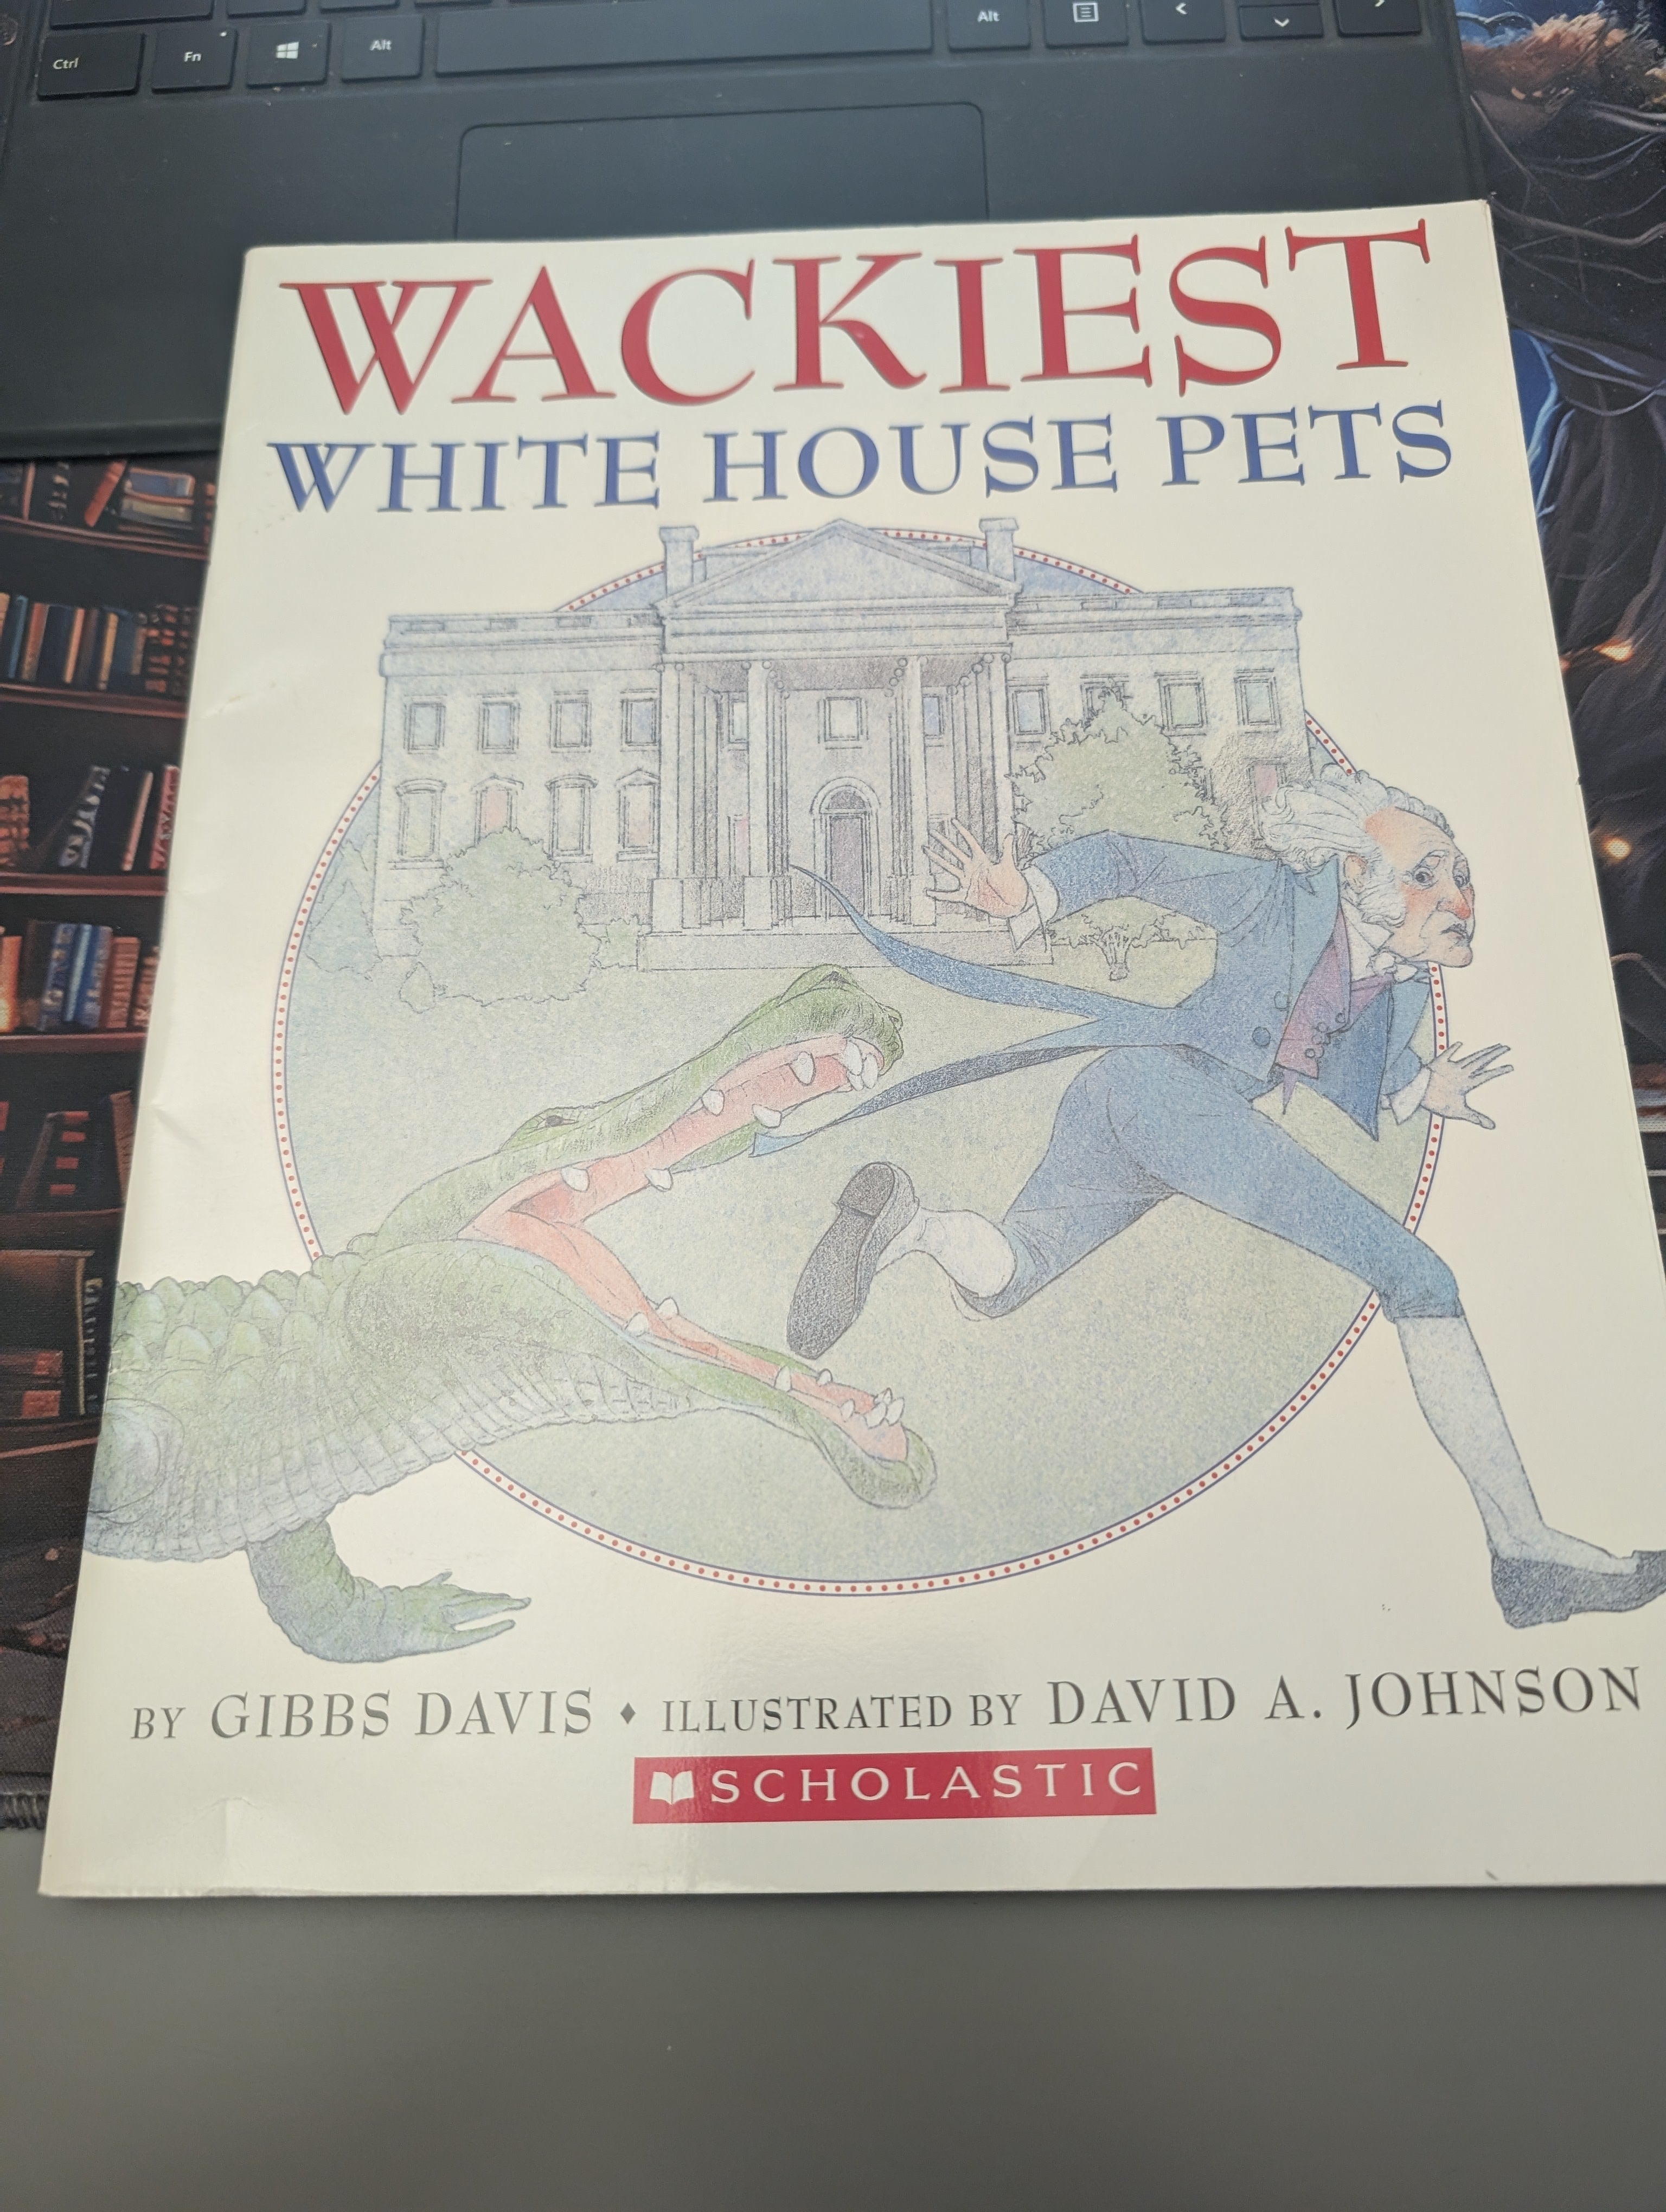 Ctrl Fn Alt Alt
WACKIEST
WHITE HOUSE PETS
BY GIBBS DAVIS ♦ ILLUSTRATED BY DAVID A. JOHNSON
SCHOLASTIC